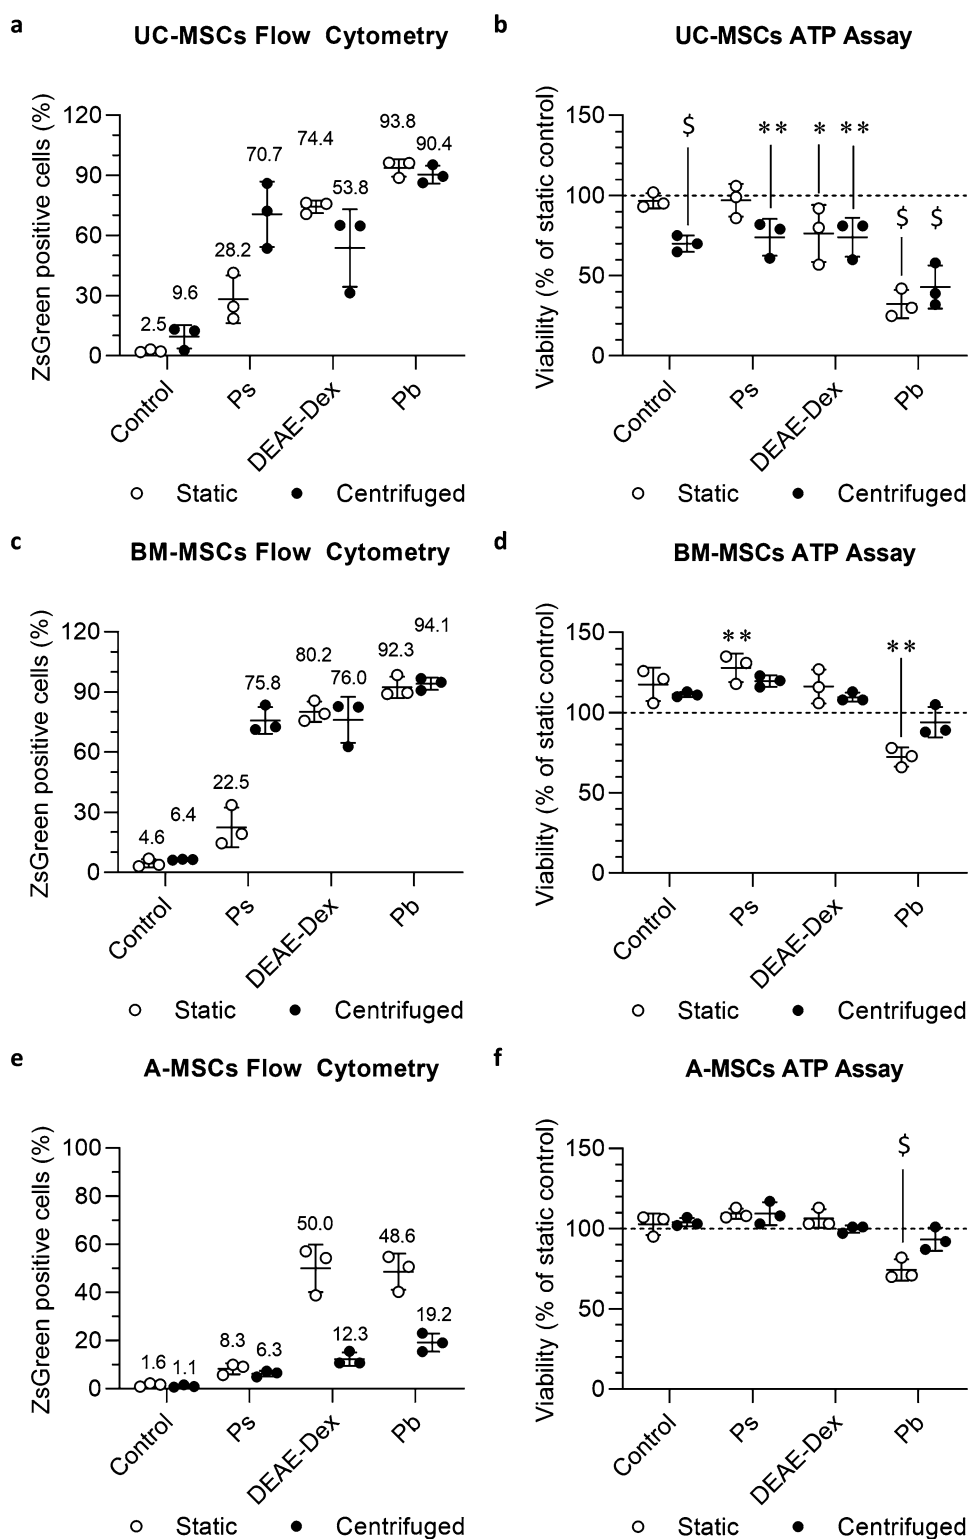 a
UC-MSCs Flow Cytometry
ZsGreen positive cells (%)
120
90
60
30
0
2.5
9.6
28.2
70.7
74.4
53.8
93.8
90.4
Control
Ps
DEAE-Dex
Pb
Static
Centrifuged
b
UC-MSCs ATP Assay
Viability (% of static control)
150
100
50
0
$
**
*
**
$
$
Control
Ps
DEAE-Dex
Pb
Static
Centrifuged
c
BM-MSCs Flow Cytometry
ZsGreen positive cells (%)
120
90
60
30
0
4.6
6.4
22.5
75.8
80.2
76.0
92.3
94.1
Control
Ps
DEAE-Dex
Pb
Static
Centrifuged
d
BM-MSCs ATP Assay
Viability (% of static control)
150
100
50
0
**
**
Control
Ps
DEAE-Dex
Pb
Static
Centrifuged
e
A-MSCs Flow Cytometry
ZsGreen positive cells (%)
100
80
60
40
20
0
1.6
1.1
8.3
6.3
50.0
12.3
48.6
19.2
Control
Ps
DEAE-Dex
Pb
Static
Centrifuged
f
A-MSCs ATP Assay
Viability (% of static control)
150
100
50
0
$
Control
Ps
DEAE-Dex
Pb
Static
Centrifuged